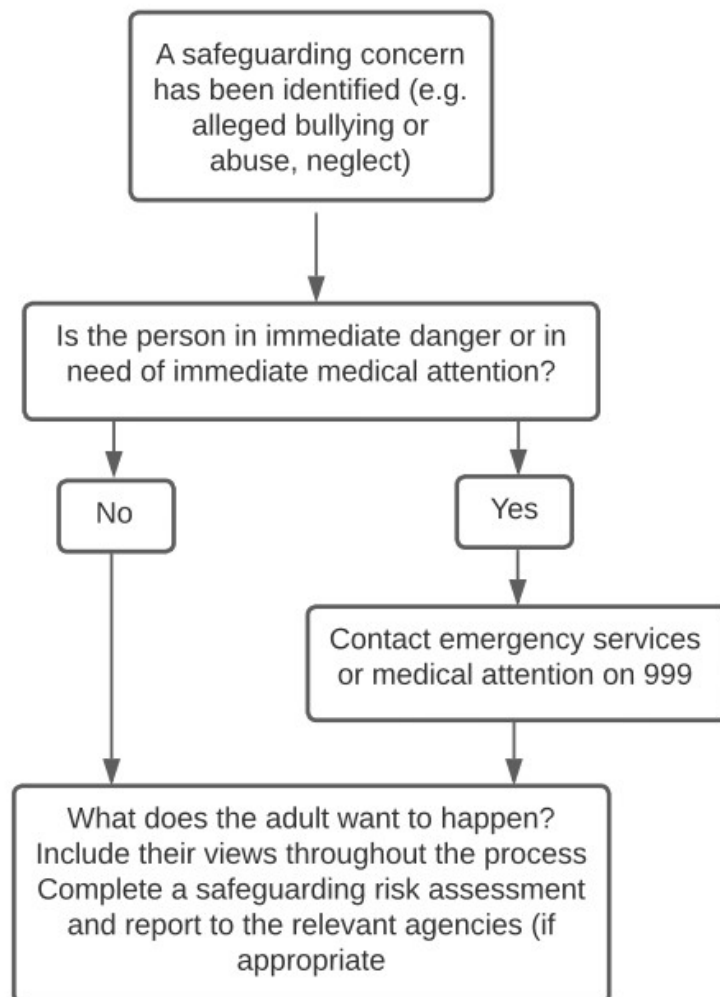 A safeguarding concern
has been identified (e.g.
alleged bullying or
abuse, neglect)
Is the person in immediate danger or in
need of immediate medical attention?
No
Yes
Contact emergency services
or medical attention on 999
What does the adult want to happen?
Include their views throughout the process
Complete a safeguarding risk assessment
and report to the relevant agencies (if
appropriate